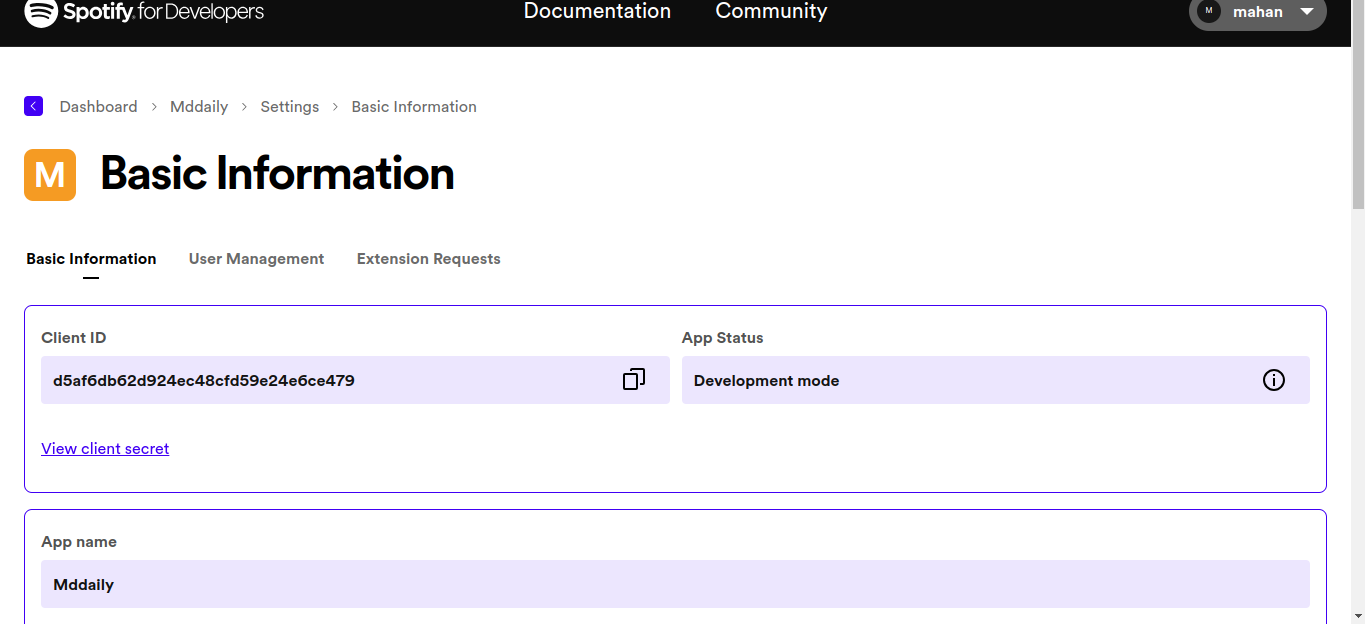 Spotify for Developers
Documentation
Community
M
mahan
Dashboard > Mddaily > Settings > Basic Information
M
Basic Information
Basic Information
User Management
Extension Requests
Client ID
d5af6db62d924ec48cfd59e24e6ce479
App Status
Development mode
View client secret
App name
Mddaily